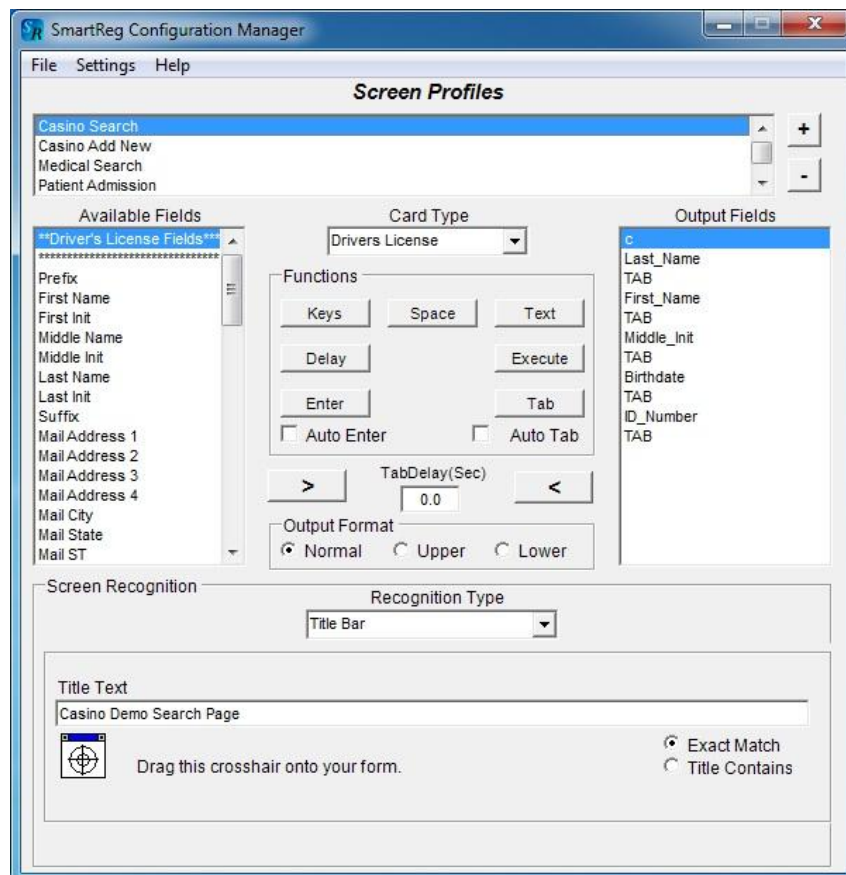 SR SmartReg Configuration Manager
File Settings Help
Screen Profiles
Casino Search
Casino Add New
Medical Search
Patient Admission
+
-
Available Fields
**Driver's License Fields***
*********************************
Prefix
First Name
First Init
Middle Name
Middle Init
Last Name
Last Init
Suffix
Mail Address 1
Mail Address 2
Mail Address 3
Mail Address 4
Mail City
Mail State
Mail ST
Card Type
Drivers License
Functions
Keys Space Text
Delay Execute
Enter Tab
Auto Enter Auto Tab
> TabDelay(Sec) <
0.0
Output Format
Normal Upper Lower
Output Fields
c
Last_Name
TAB
First_Name
TAB
Middle_Init
TAB
Birthdate
TAB
ID_Number
TAB
Screen Recognition
Recognition Type
Title Bar
Title Text
Casino Demo Search Page
Drag this crosshair onto your form.
Exact Match
Title Contains